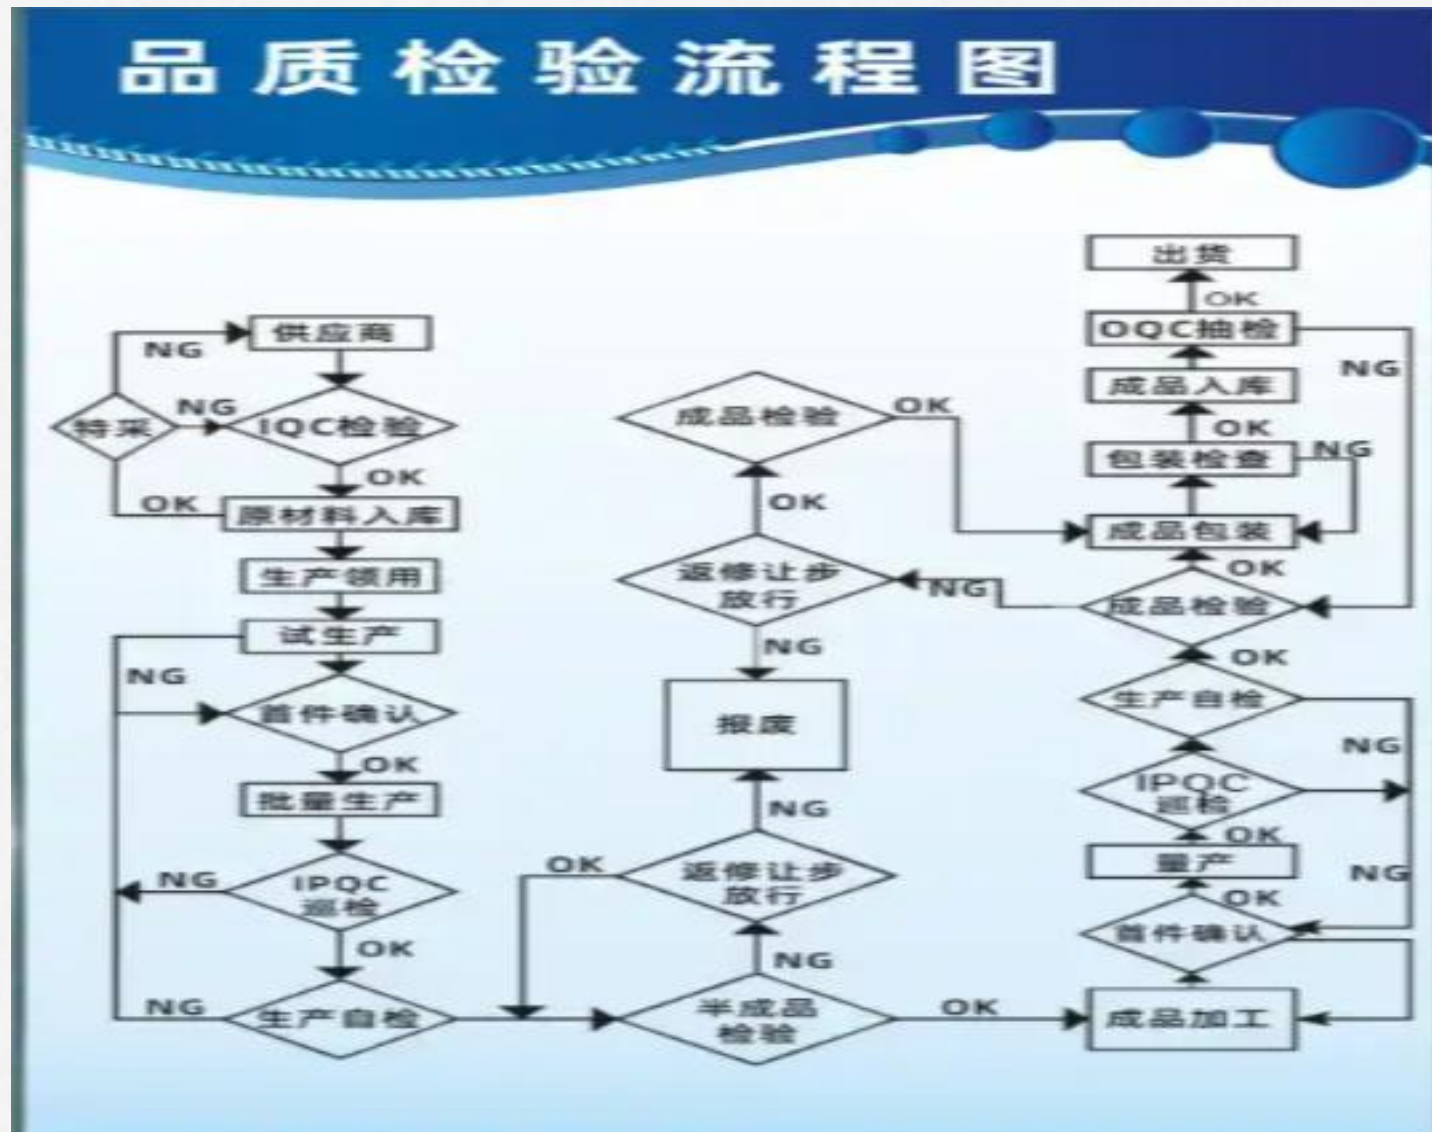 品质检验流程图
供应商
NG
特采
NG
IQC检验
OK
OK
原材料入库
生产领用
试生产
NG
首件确认
OK
批量生产
NG
IPQC
巡检
OK
NG
生产自检
成品检验
OK
OK
返修让步
放行
NG
NG
报废
NG
OK
返修让步
放行
NG
半成品
检验
OK
出货
OK
OQC抽检
NG
成品入库
OK
包装检查
NG
成品包装
OK
成品检验
OK
生产自检
NG
IPQC
巡检
OK
量产
NG
OK
首件确认
成品加工